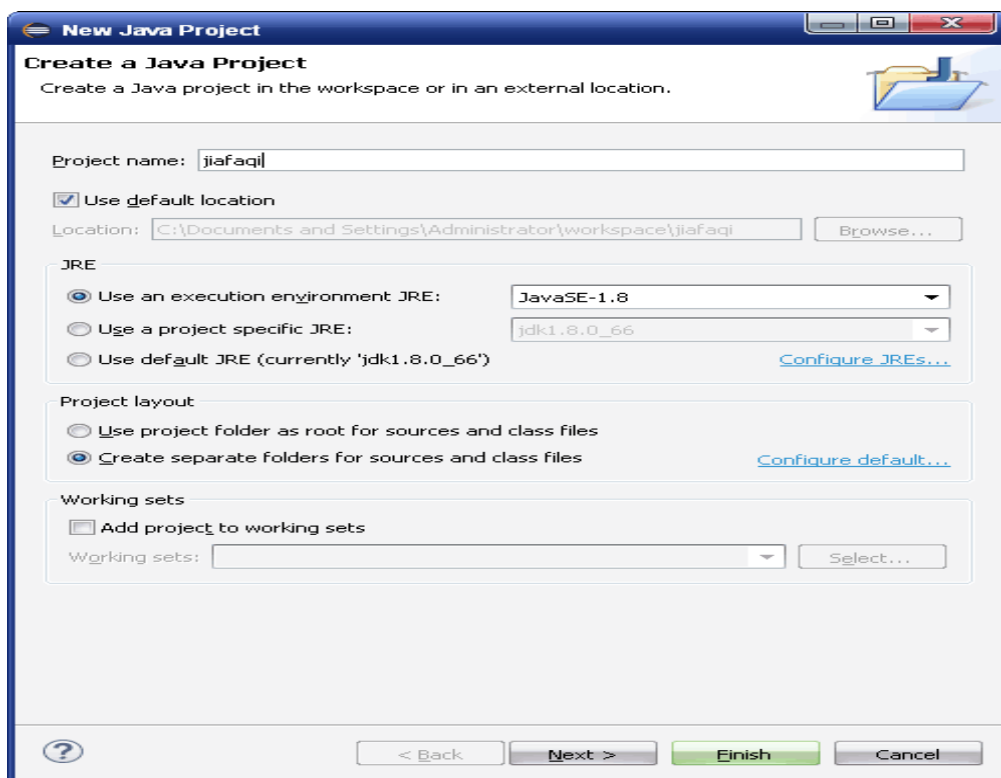 New Java Project
Create a Java Project
Create a Java project in the workspace or in an external location.
Project name: jiafaqi
Use default location
Location: C:\Documents and Settings\Administrator\workspace\jiafaqi Browse...
JRE
Use an execution environment JRE: JavaSE-1.8
Use a project specific JRE: jdk1.8.0_66
Use default JRE (currently 'jdk1.8.0_66') Configure JREs...
Project layout
Use project folder as root for sources and class files
Create separate folders for sources and class files Configure default...
Working sets
Add project to working sets
Working sets: Select...
? < Back Next > Finish Cancel